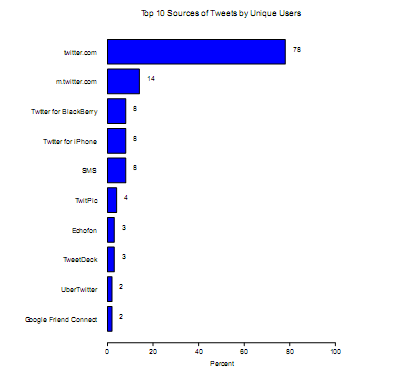 Top 10 Sources of Tweets by Unique Users
twitter.com 78
m.twitter.com 14
Twitter for BlackBerry 8
Twitter for iPhone 8
SMS 8
TwitPic 4
Echofon 3
TweetDeck 3
UberTwitter 2
Google Friend Connect 2
0 20 40 60 80 100
Percent